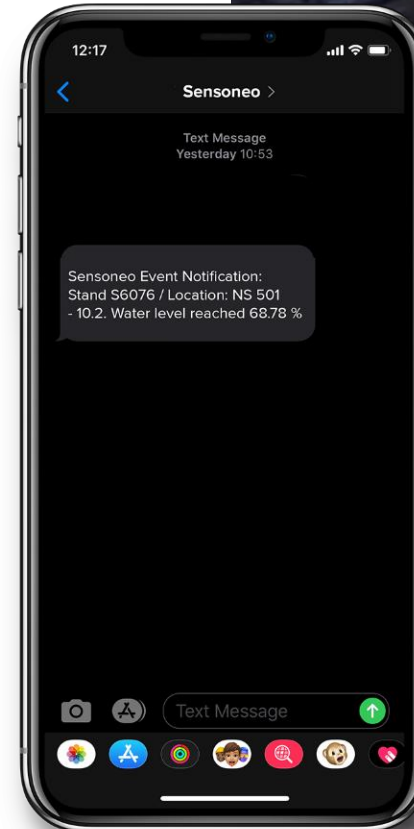 12:17
Sensoneo
Text Message
Yesterday 10:53
Sensoneo Event Notification:
Stand S6076 / Location: NS 501
- 10.2. Water level reached 68.78 %
Text Message